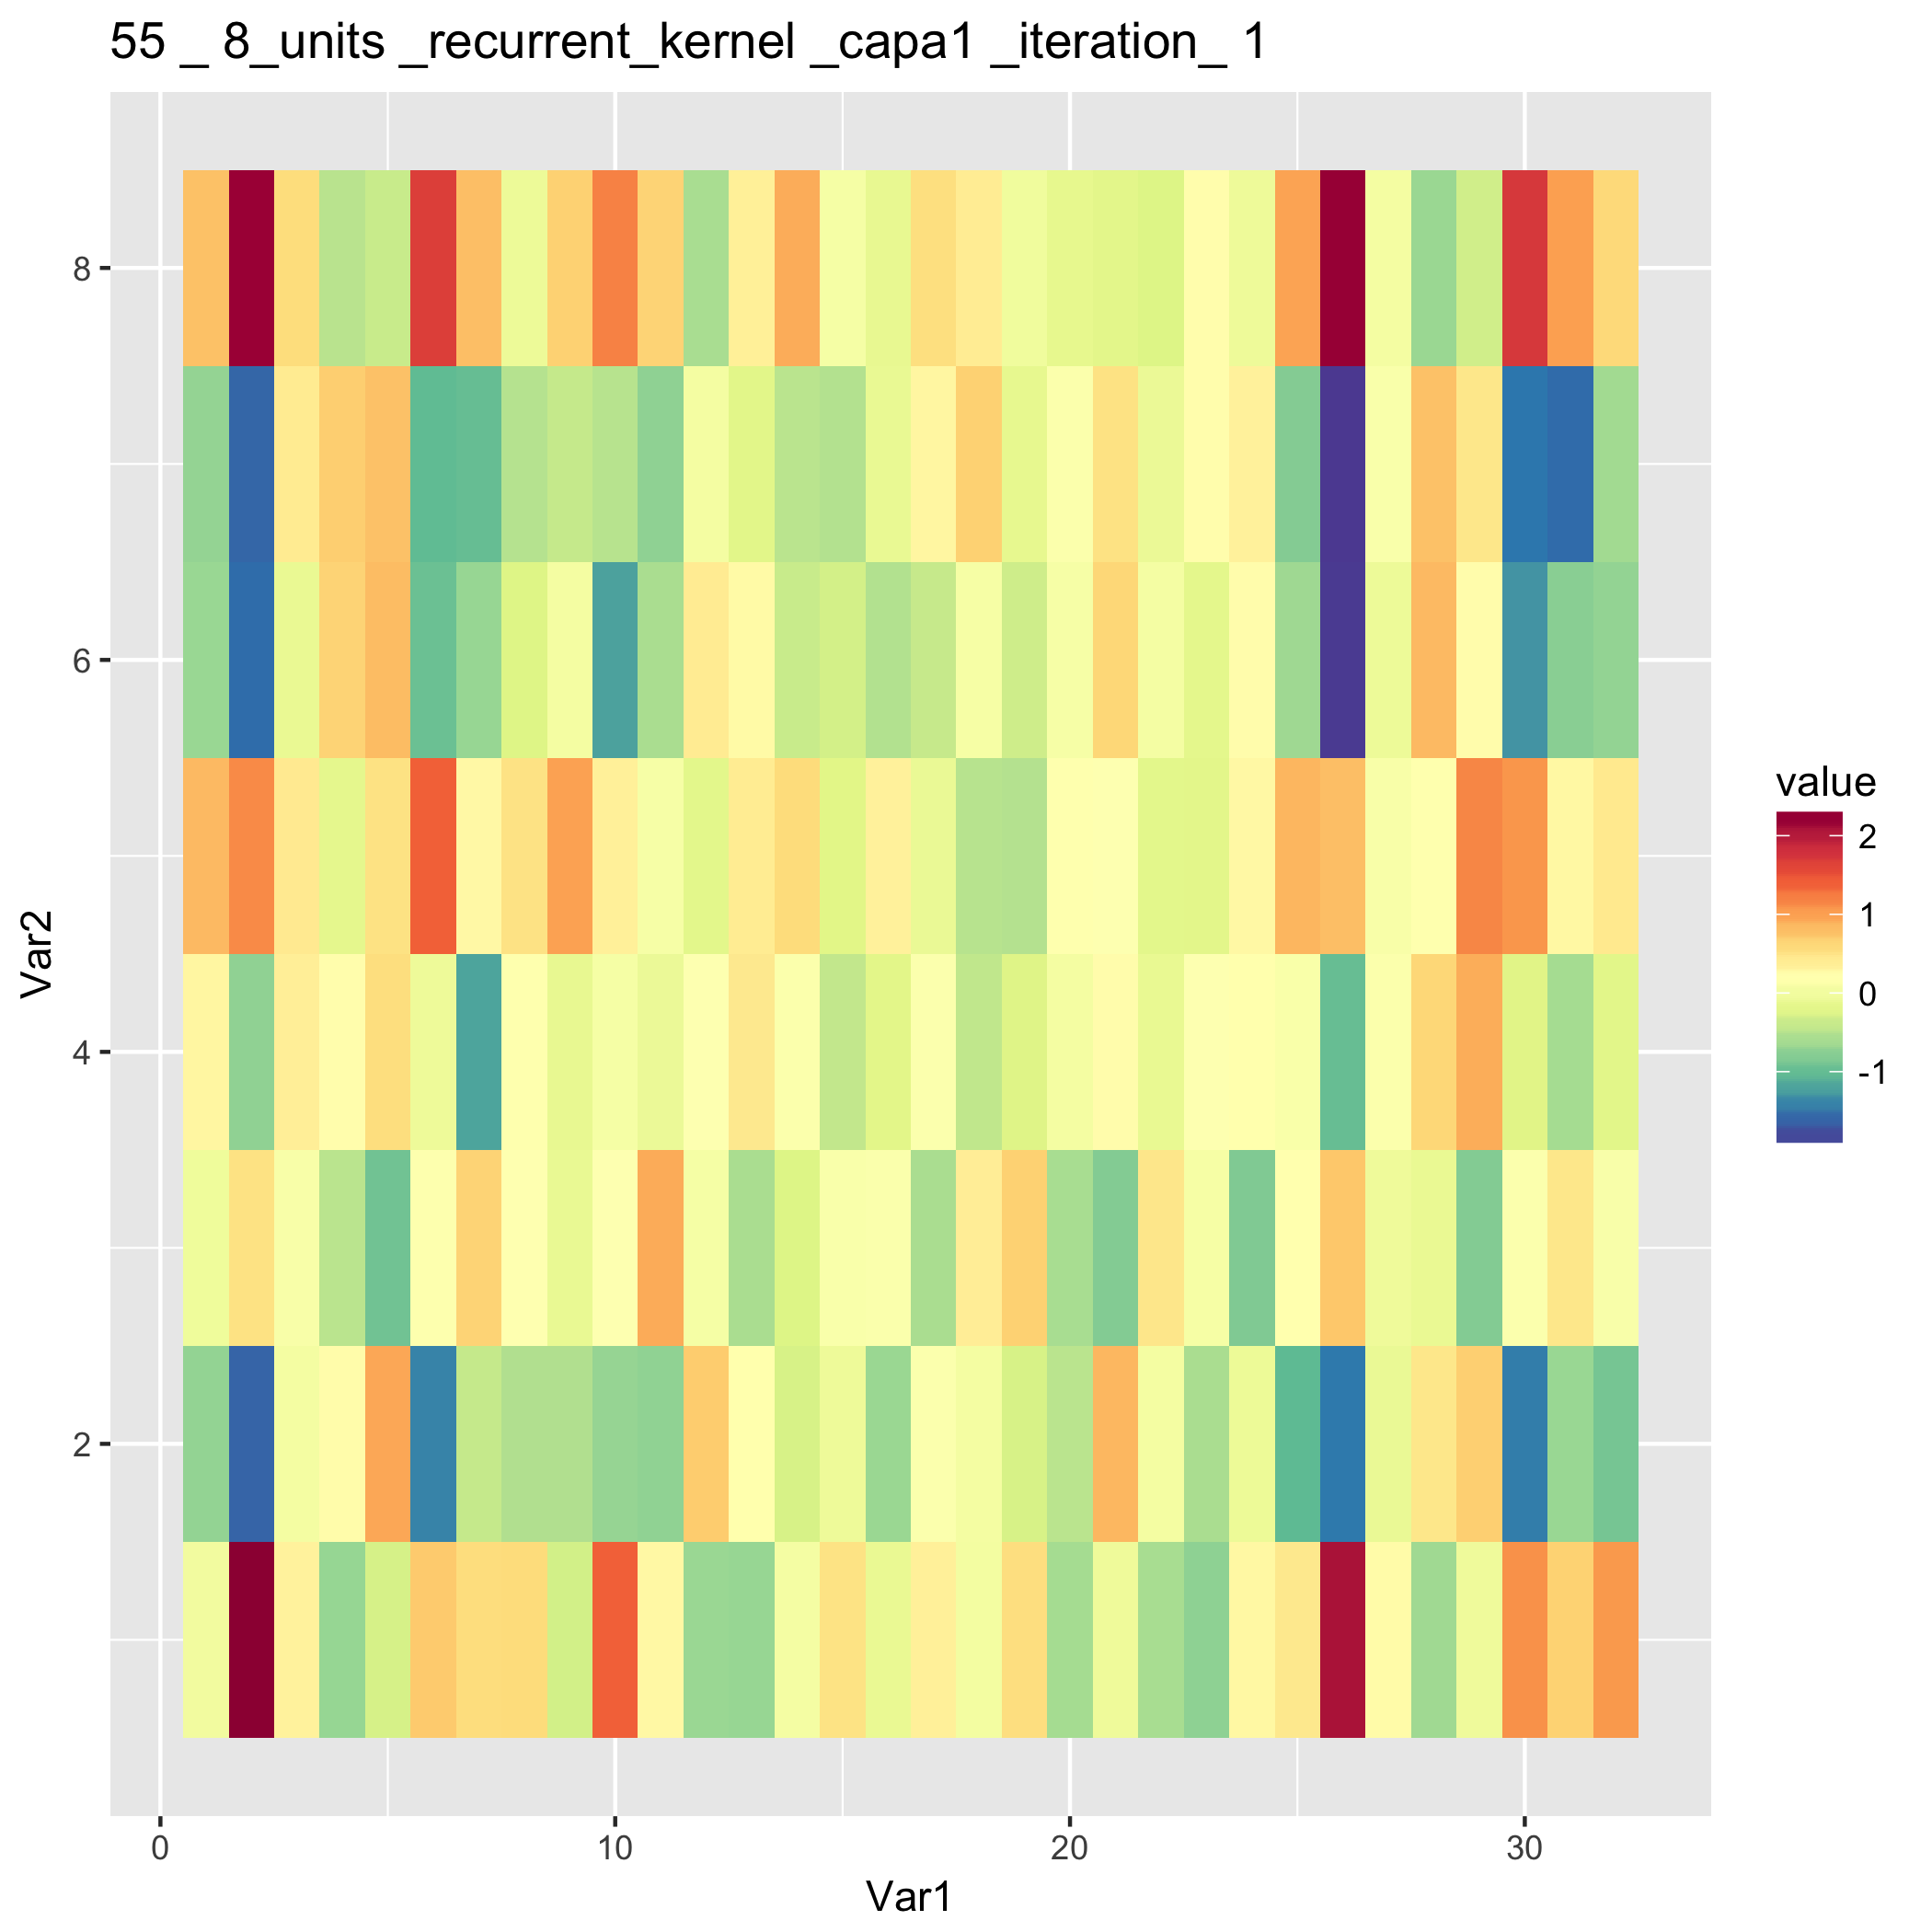 55 _ 8_units _recurrent_kernel _capa1 _iteration_ 1
8
6
4
2
Var2
0 10 20 30
Var1
value
2
1
0
-1